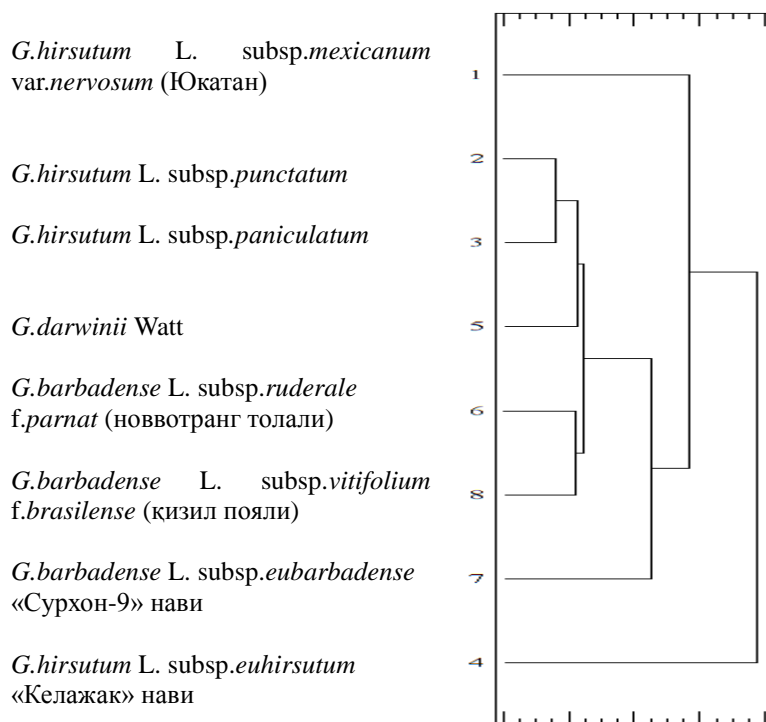 G.hirsutum L. subsp.mexicanum
var.nervosum (Юкатан)
1
G.hirsutum L. subsp.punctatum
2
G.hirsutum L. subsp.paniculatum
3
G.darwinii Watt
5
G.barbadense L. subsp.ruderale
f.parnat (новвотранг толали)
6
G.barbadense L. subsp.vitifolium
f.brasilense (қизил пояли)
8
G.barbadense L. subsp.eubarbadense
«Сурхон-9» нави
7
G.hirsutum L. subsp.euhirsutum
«Келажак» нави
4